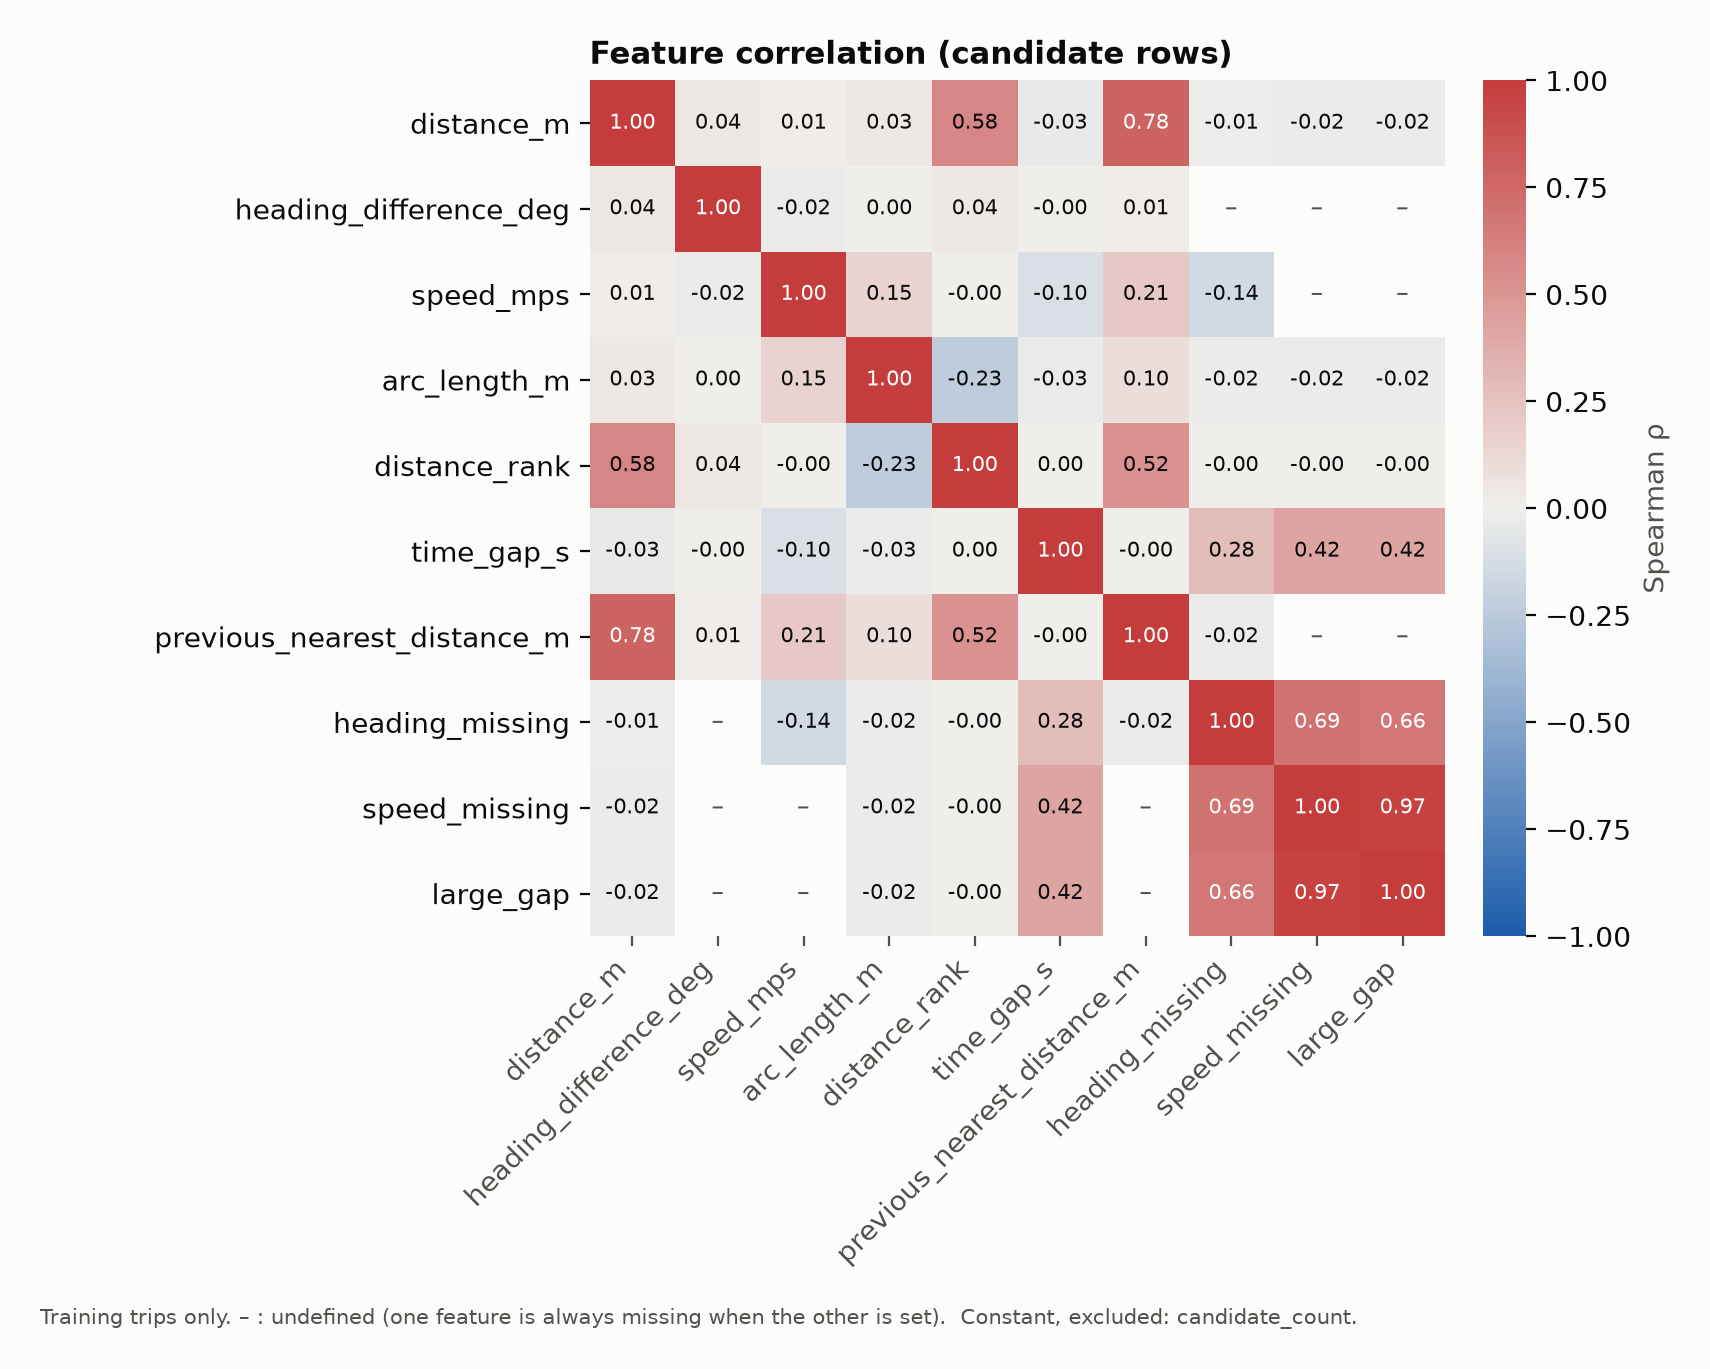 Feature correlation (candidate rows)
distance_m 1.00 0.04 0.01 0.03 0.58 -0.03 0.78 -0.01 -0.02 -0.02
heading_difference_deg 0.04 1.00 -0.02 0.00 0.04 -0.00 0.01 – – –
speed_mps 0.01 -0.02 1.00 0.15 -0.00 -0.10 0.21 -0.14 – –
arc_length_m 0.03 0.00 0.15 1.00 -0.23 -0.03 0.10 -0.02 -0.02 -0.02
distance_rank 0.58 0.04 -0.00 -0.23 1.00 0.00 0.52 -0.00 -0.00 -0.00
time_gap_s -0.03 -0.00 -0.10 -0.03 0.00 1.00 -0.00 0.28 0.42 0.42
previous_nearest_distance_m 0.78 0.01 0.21 0.10 0.52 -0.00 1.00 -0.02 – –
heading_missing -0.01 – -0.14 -0.02 -0.00 0.28 -0.02 1.00 0.69 0.66
speed_missing -0.02 – – -0.02 -0.00 0.42 – 0.69 1.00 0.97
large_gap -0.02 – – -0.02 -0.00 0.42 – 0.66 0.97 1.00
distance_m
heading_difference_deg
speed_mps
arc_length_m
distance_rank
time_gap_s
previous_nearest_distance_m
heading_missing
speed_missing
large_gap
1.00
0.75
0.50
0.25
0.00
−0.25
−0.50
−0.75
−1.00
Spearman ρ
Training trips only. – : undefined (one feature is always missing when the other is set).  Constant, excluded: candidate_count.